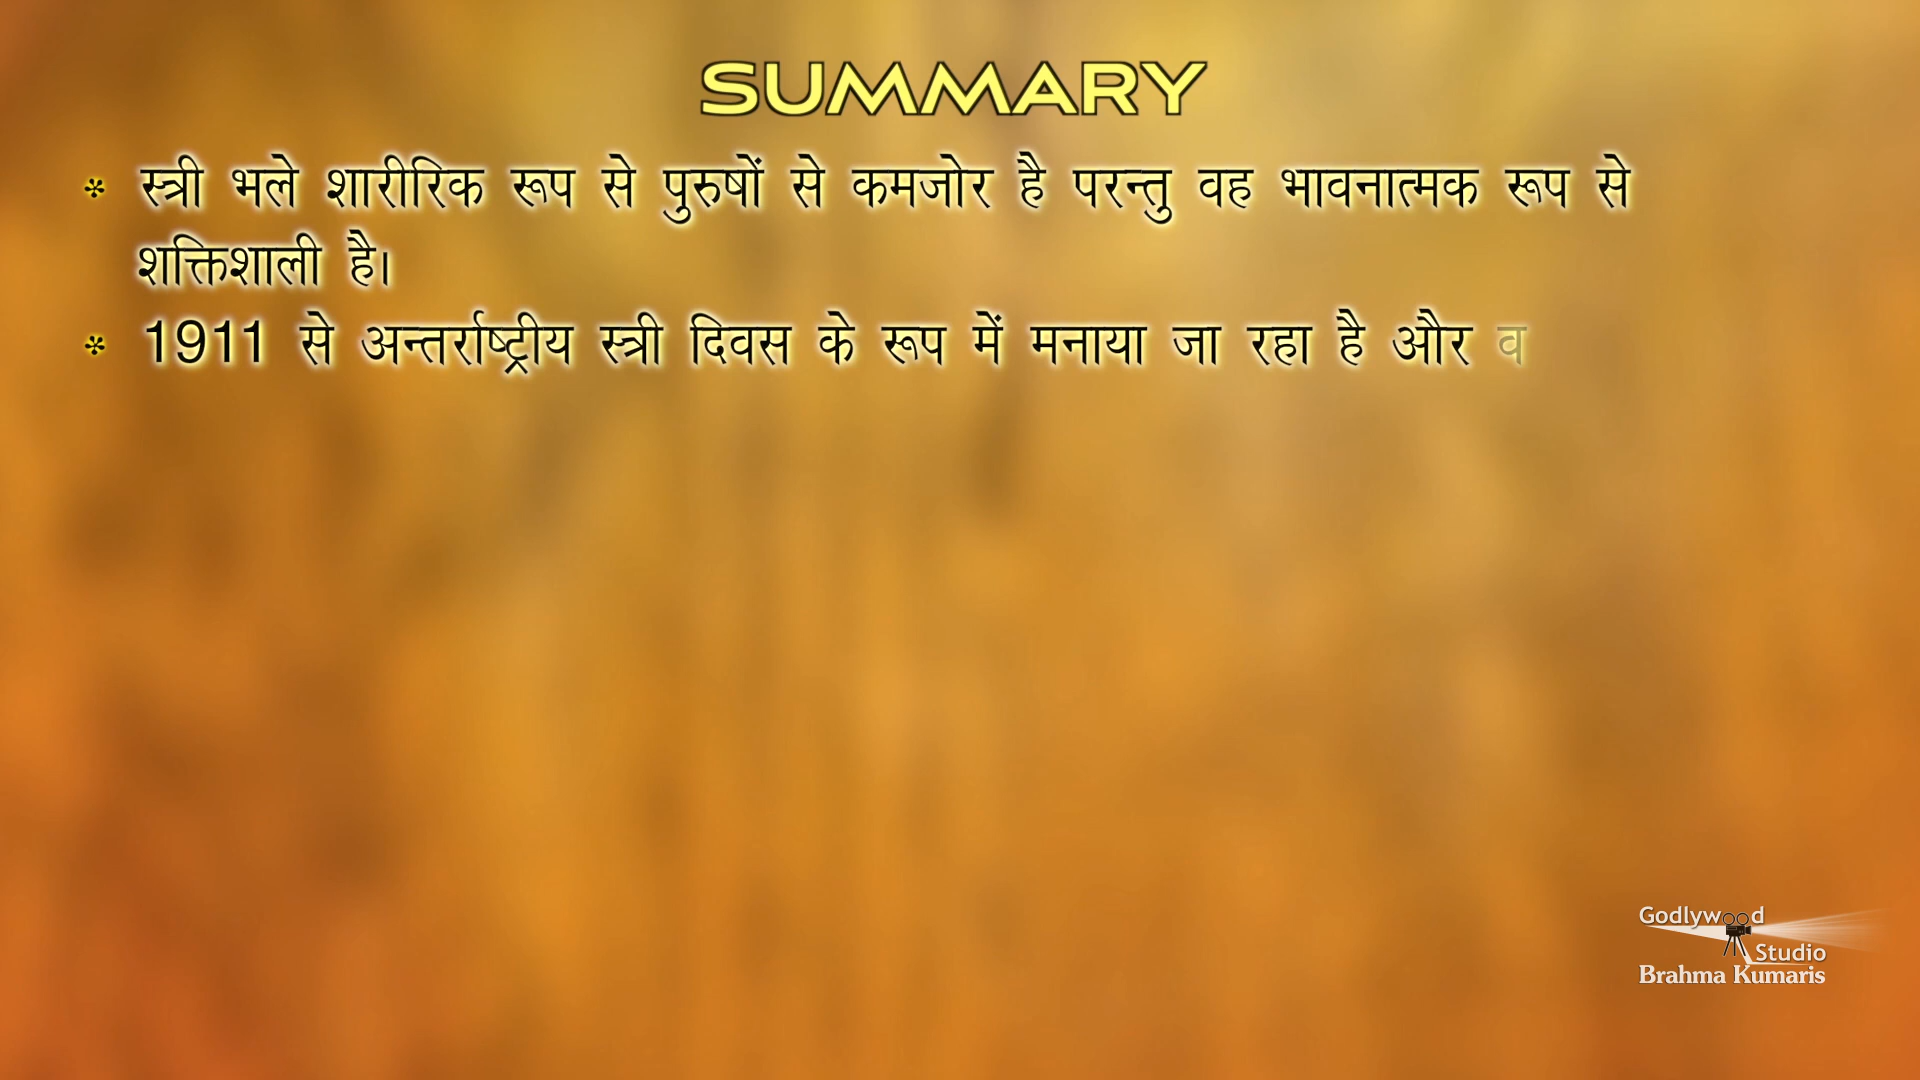 SUMMARY
* स्त्री भले शारीरिक रूप से पुरुषों से कमजोर है परन्तु वह भावनात्मक रूप से
शक्तिशाली है।
* 1911 से अन्तर्राष्ट्रीय स्त्री दिवस के रूप में मनाया जा रहा है और व
Godlywood
Studio
Brahma Kumaris